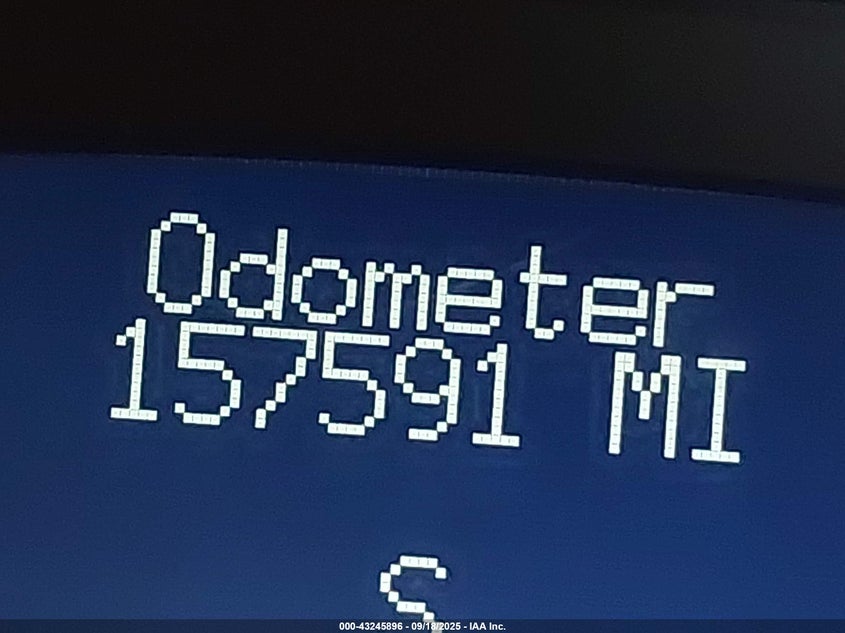 Odometer
157591 MI
S
000-43245896 - 09/18/2025 - IAA Inc.